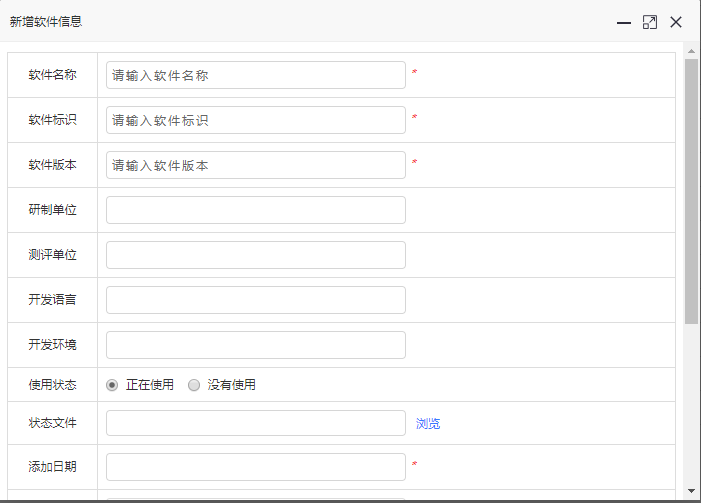 新增软件信息
软件名称 请输入软件名称 *
软件标识 请输入软件标识 *
软件版本 请输入软件版本 *
研制单位
测评单位
开发语言
开发环境
使用状态 正在使用 没有使用
状态文件 浏览
添加日期 *